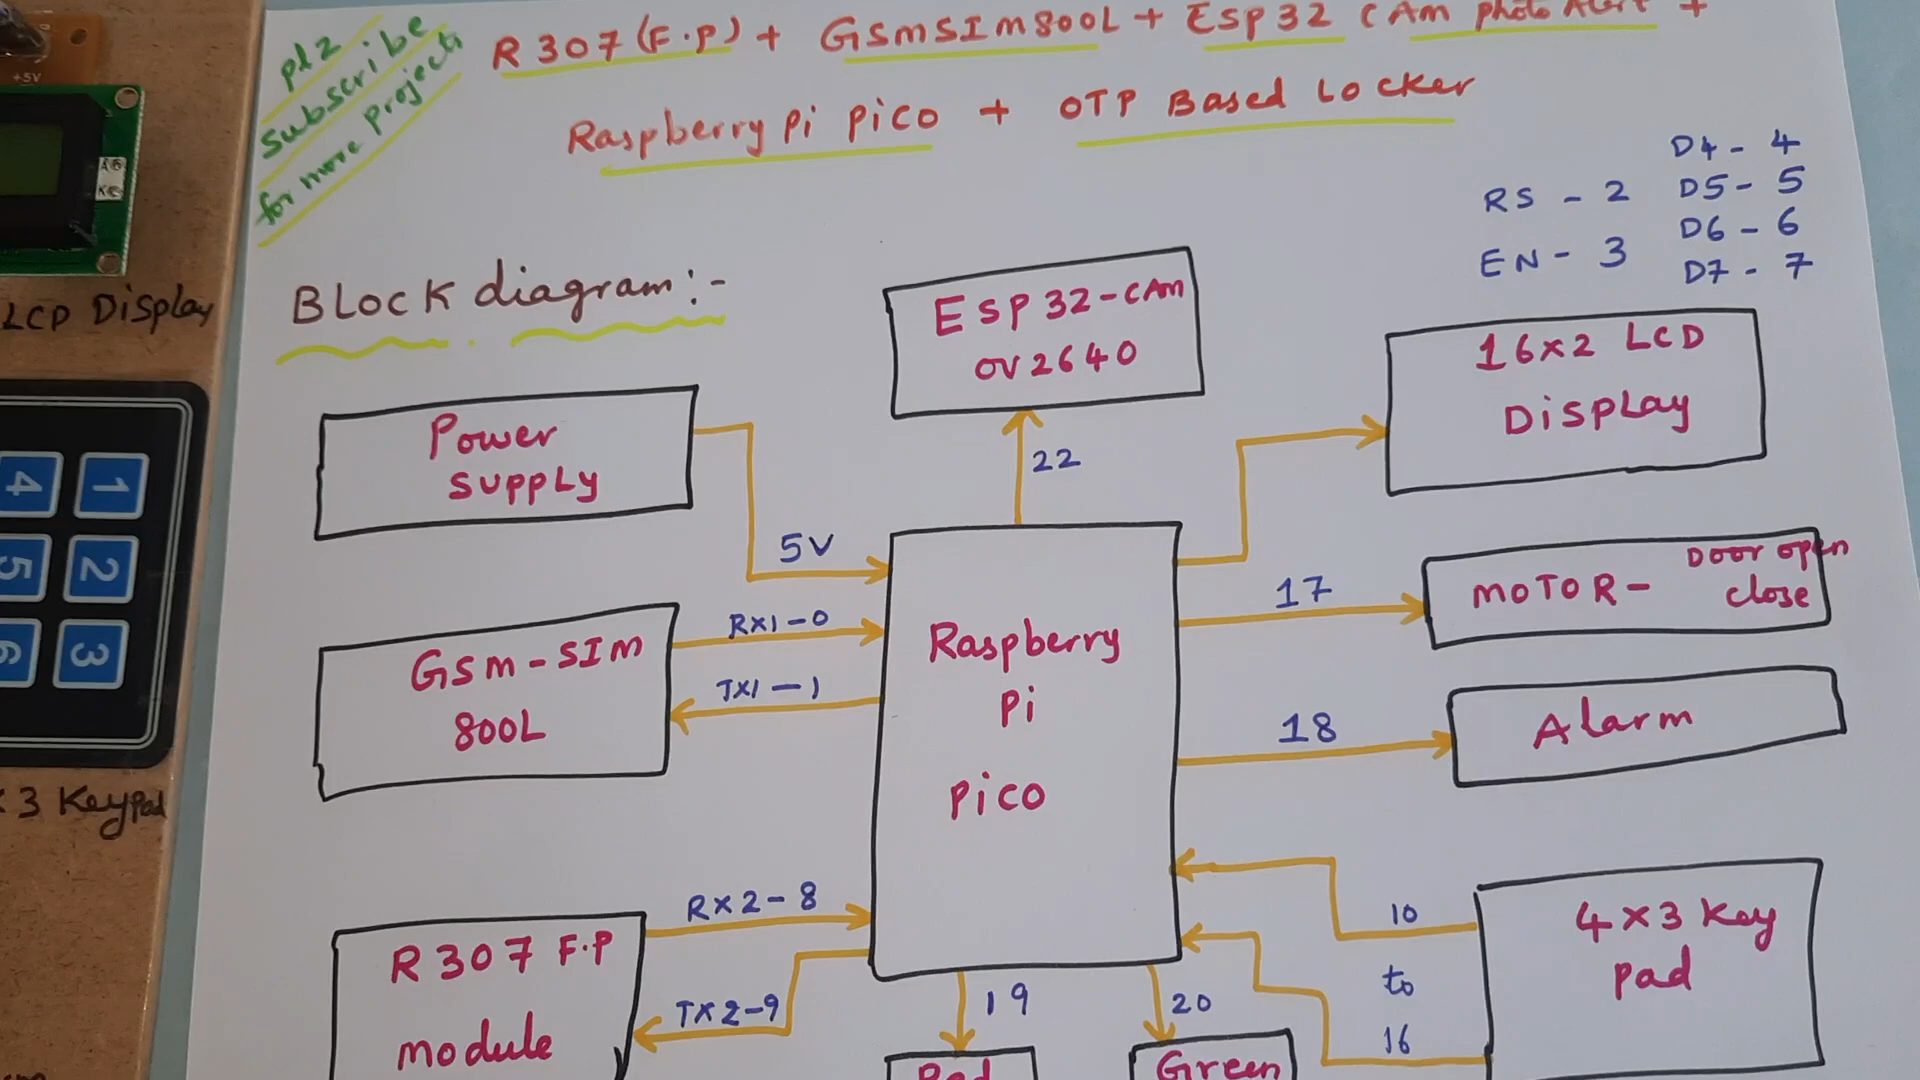 plz
subscribe
for more projects
R307(F.P) + GSMSIM800L + ESP32 CAM photo Alert +
Raspberry Pi Pico + OTP Based Locker
RS - 2
EN - 3
D4 - 4
D5 - 5
D6 - 6
D7 - 7
Block diagram:-
ESP32-CAM
OV2640
16x2 LCD
Display
Power
supply
22
5V
Rx1-0
Tx1-1
GSM-SIM
800L
Raspberry
Pi
Pico
17
MOTOR - Door open
close
18
Alarm
Rx2-8
Tx2-9
R307 F.P
module
19
20
Red
Green
10
to
16
4x3 Key
pad
+5V
LCD Display
4 1
5 2
6 3
x3 Keypad